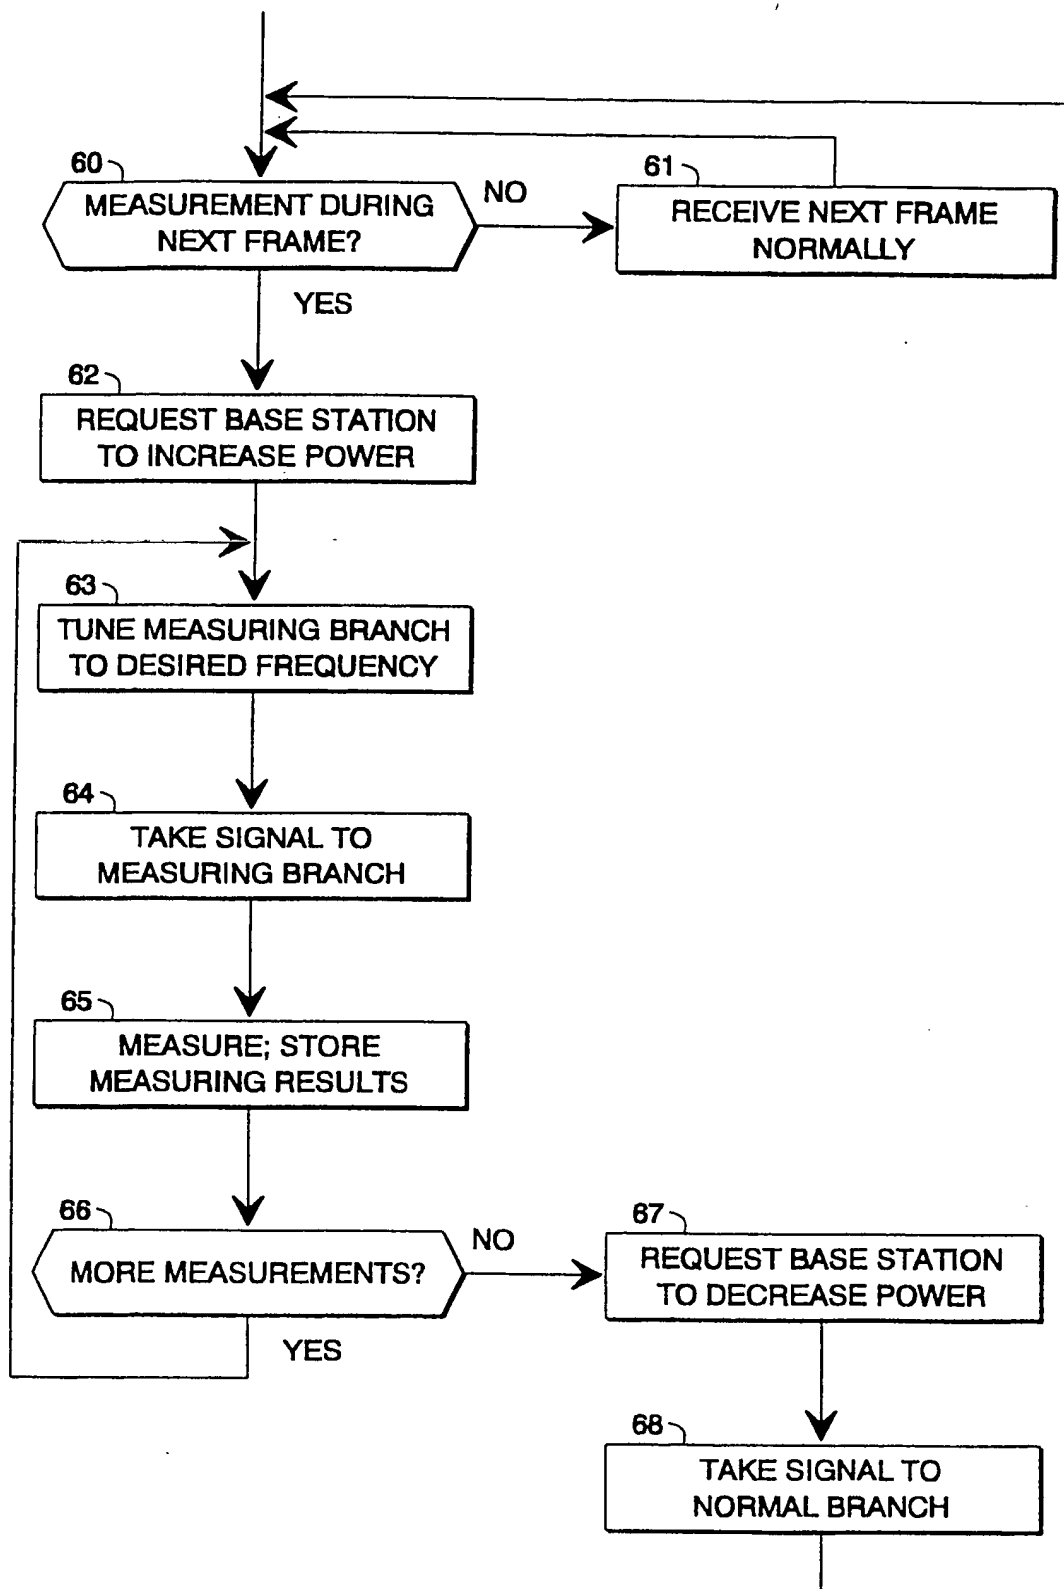 60
MEASUREMENT DURING
NEXT FRAME?
NO
61
RECEIVE NEXT FRAME
NORMALLY
YES
62
REQUEST BASE STATION
TO INCREASE POWER
63
TUNE MEASURING BRANCH
TO DESIRED FREQUENCY
64
TAKE SIGNAL TO
MEASURING BRANCH
65
MEASURE; STORE
MEASURING RESULTS
66
MORE MEASUREMENTS?
NO
YES
67
REQUEST BASE STATION
TO DECREASE POWER
68
TAKE SIGNAL TO
NORMAL BRANCH